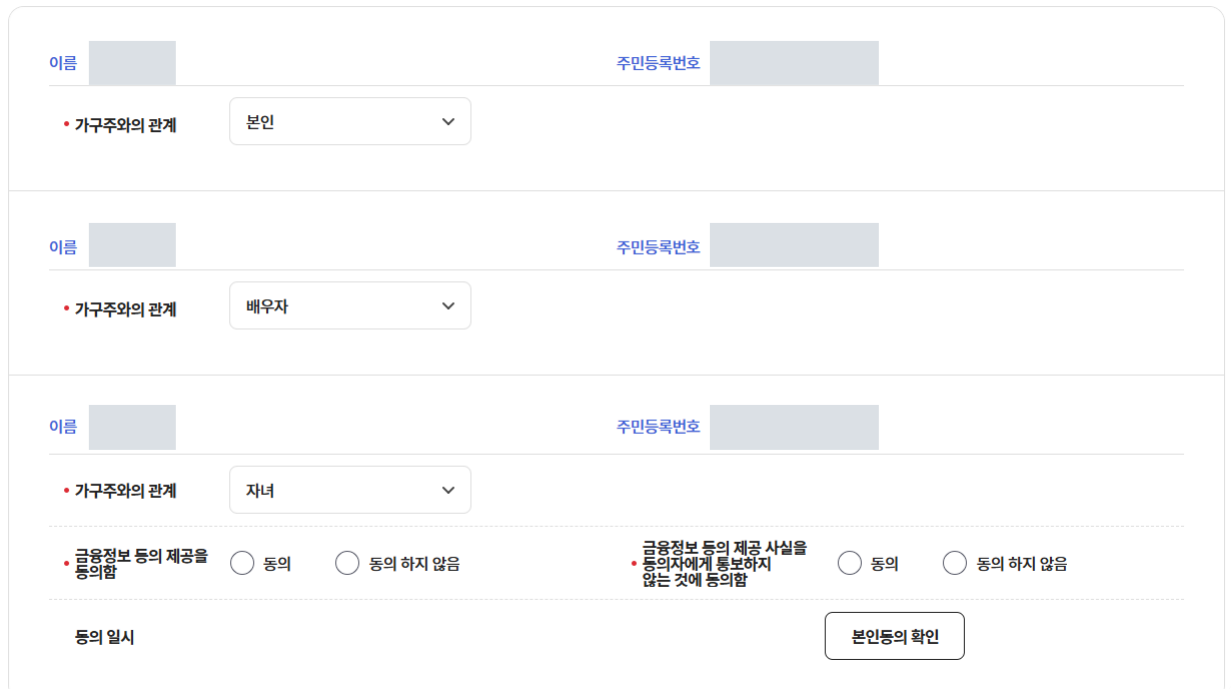 이름 주민등록번호
• 가구주와의 관계 본인
이름 주민등록번호
• 가구주와의 관계 배우자
이름 주민등록번호
• 가구주와의 관계 자녀
• 금융정보 등의 제공을
동의함
동의 동의 하지 않음
• 금융정보 등의 제공 사실을
동의자에게 통보하지
않는 것에 동의함
동의 동의 하지 않음
동의 일시 본인동의 확인